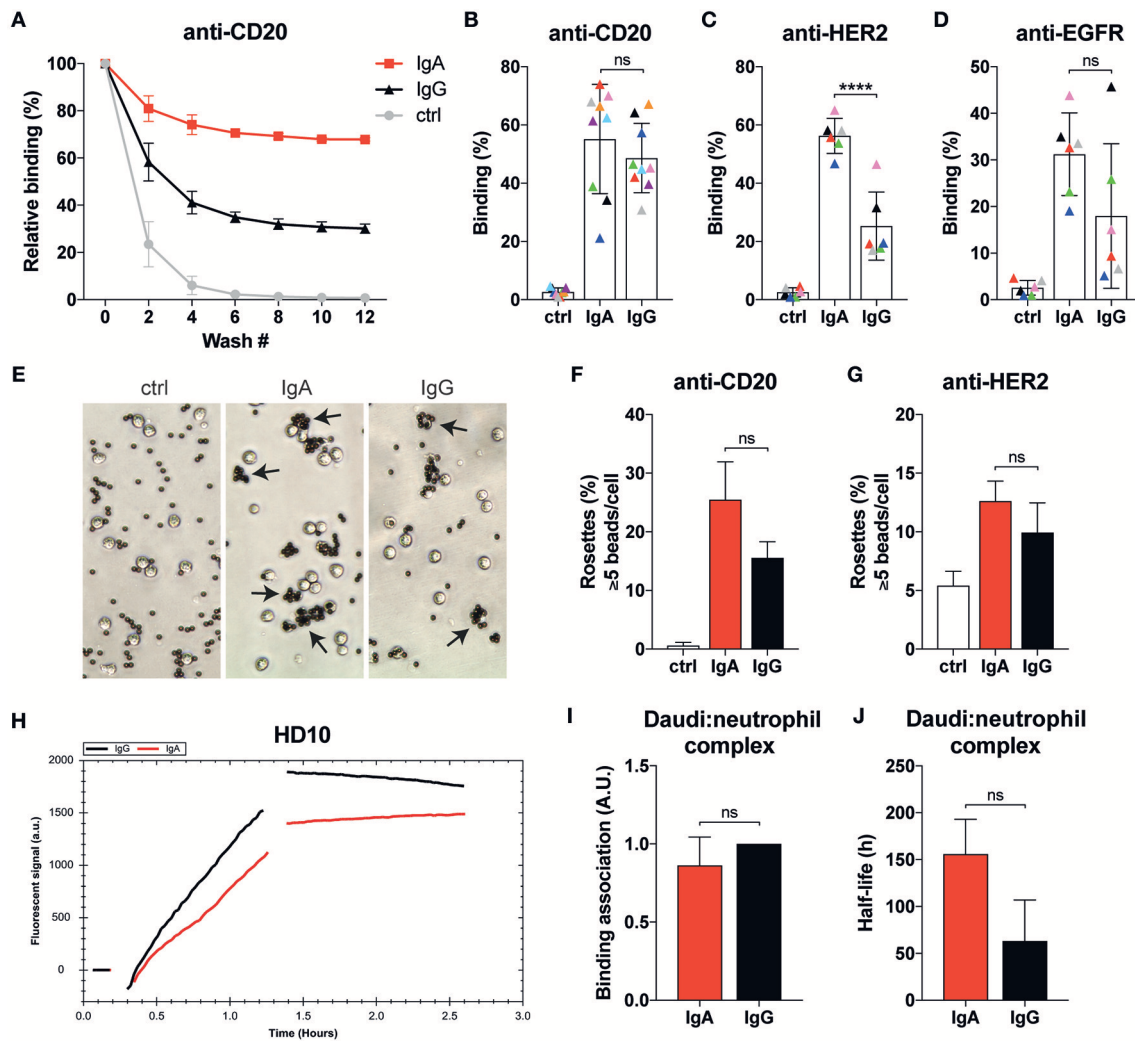 A
anti-CD20
Relative binding (%)
100
80
60
40
20
0
0 2 4 6 8 10 12
Wash #
IgA
IgG
ctrl
B
anti-CD20
ns
Binding (%)
80
60
40
20
0
ctrl IgA IgG
C
anti-HER2
****
Binding (%)
80
60
40
20
0
ctrl IgA IgG
D
anti-EGFR
ns
Binding (%)
50
40
30
20
10
0
ctrl IgA IgG
E
ctrl IgA IgG
F
anti-CD20
ns
Rosettes (%)
≥5 beads/cell
40
30
20
10
0
ctrl IgA IgG
G
anti-HER2
ns
Rosettes (%)
≥5 beads/cell
20
15
10
5
0
ctrl IgA IgG
H
HD10
IgG IgA
Fluorescent signal (a.u.)
2000
1500
1000
500
0
0.0 0.5 1.0 1.5 2.0 2.5 3.0
Time (Hours)
I
Daudi:neutrophil
complex
ns
Binding association (A.U.)
1.5
1.0
0.5
0.0
IgA IgG
J
Daudi:neutrophil
complex
ns
Half-life (h)
250
200
150
100
50
0
IgA IgG